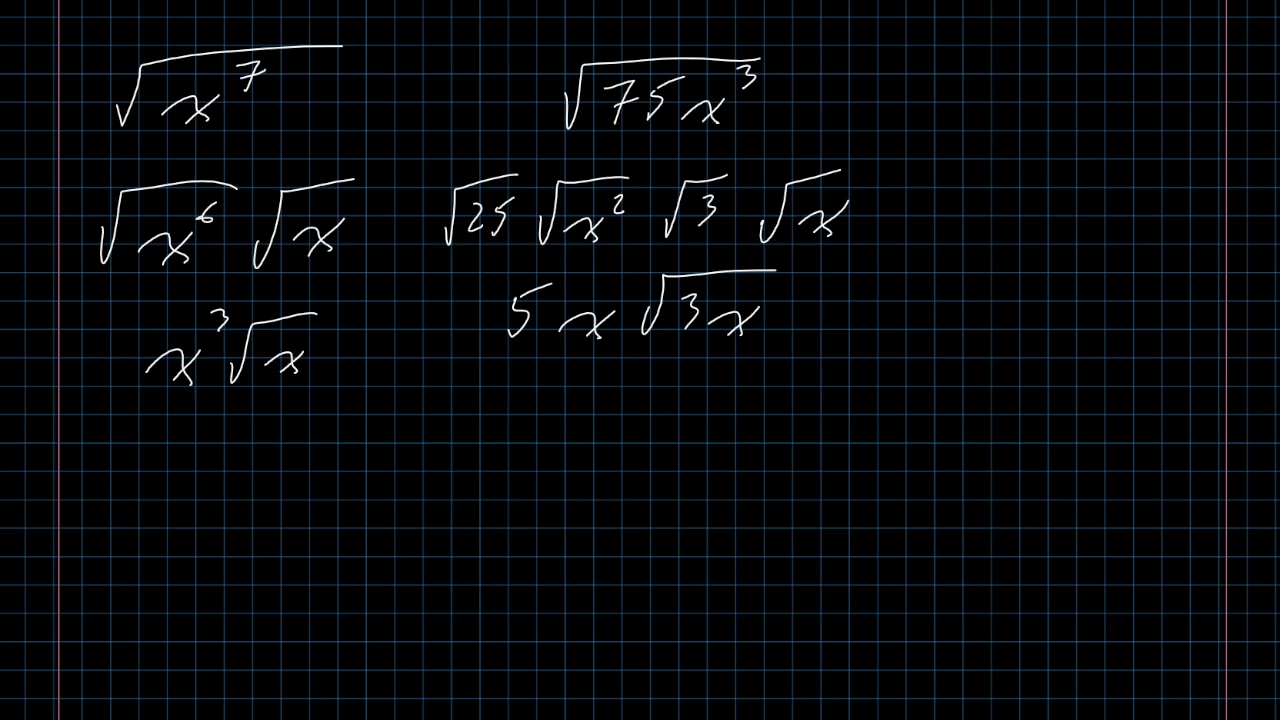 √x⁷ √75x³
√x⁶ √x √25 √x² √3 √x
x³√x 5x√3x